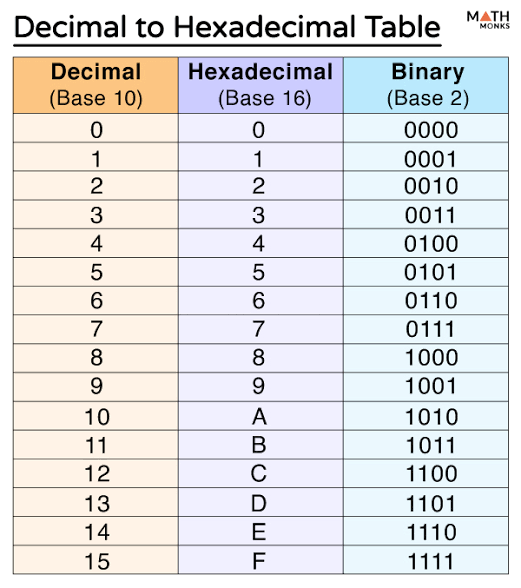 Decimal to Hexadecimal Table
MATH
MONKS
Decimal Hexadecimal Binary
(Base 10) (Base 16) (Base 2)
0 0 0000
1 1 0001
2 2 0010
3 3 0011
4 4 0100
5 5 0101
6 6 0110
7 7 0111
8 8 1000
9 9 1001
10 A 1010
11 B 1011
12 C 1100
13 D 1101
14 E 1110
15 F 1111